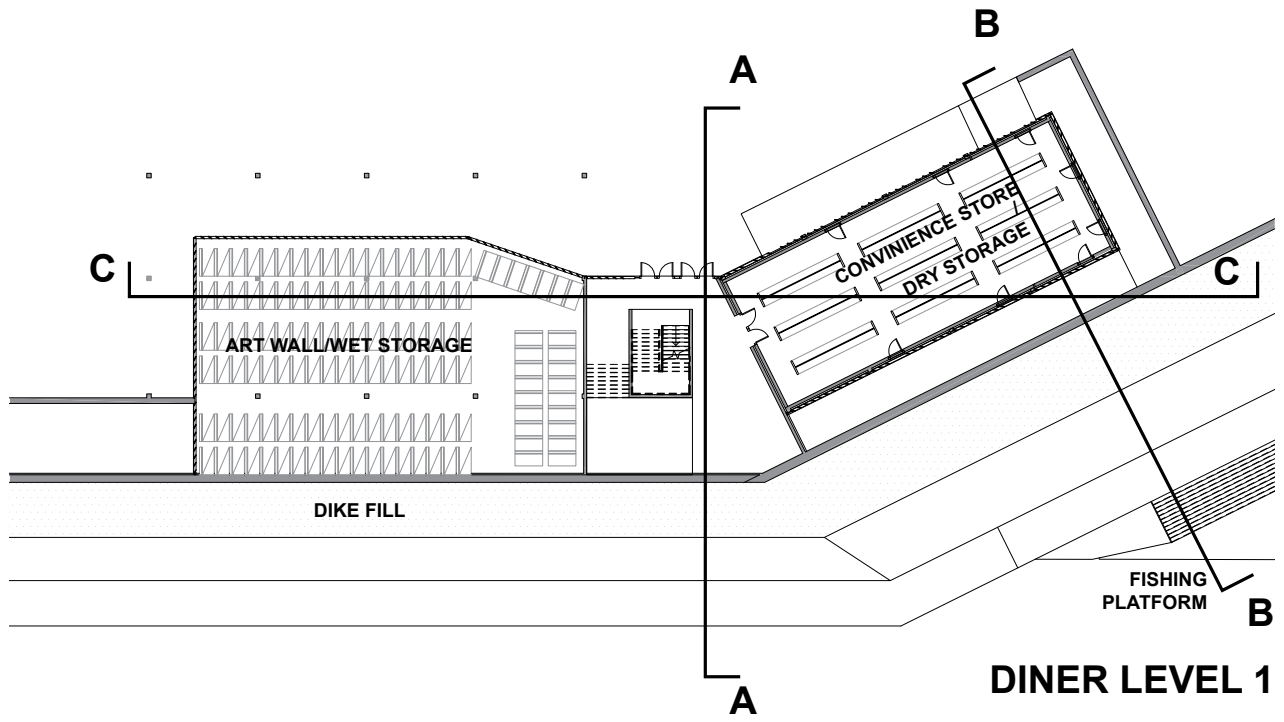 B
A
C
CONVINIENCE STORE
DRY STORAGE
C
ART WALL/WET STORAGE
DIKE FILL
FISHING
PLATFORM
B
DINER LEVEL 1
A